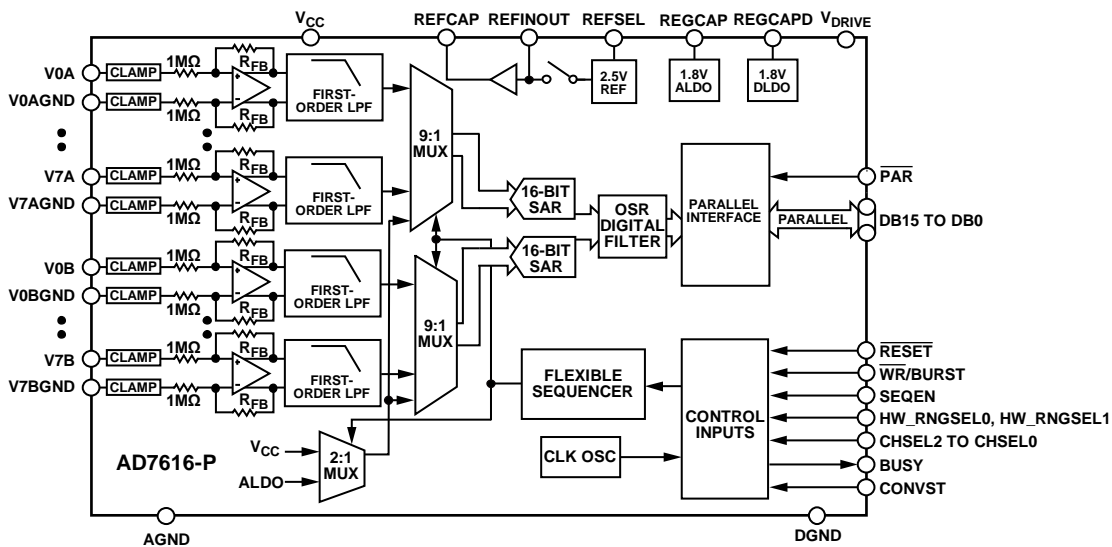 VCC
REFCAP REFINOUT REFSEL REGCAP REGCAPD VDRIVE
V0A
CLAMP
1MΩ
RFB
V0AGND
CLAMP
1MΩ
RFB
FIRST-
ORDER LPF
V7A
CLAMP
1MΩ
RFB
V7AGND
CLAMP
1MΩ
RFB
FIRST-
ORDER LPF
V0B
CLAMP
1MΩ
RFB
V0BGND
CLAMP
1MΩ
RFB
FIRST-
ORDER LPF
V7B
CLAMP
1MΩ
RFB
V7BGND
CLAMP
1MΩ
RFB
FIRST-
ORDER LPF
9:1
MUX
9:1
MUX
VCC
ALDO
2:1
MUX
AD7616-P
2.5V
REF
1.8V
ALDO
1.8V
DLDO
16-BIT
SAR
16-BIT
SAR
OSR
DIGITAL
FILTER
PARALLEL
INTERFACE
PARALLEL
PAR
DB15 TO DB0
FLEXIBLE
SEQUENCER
CLK OSC
CONTROL
INPUTS
RESET
WR/BURST
SEQEN
HW_RNGSEL0, HW_RNGSEL1
CHSEL2 TO CHSEL0
BUSY
CONVST
AGND
DGND